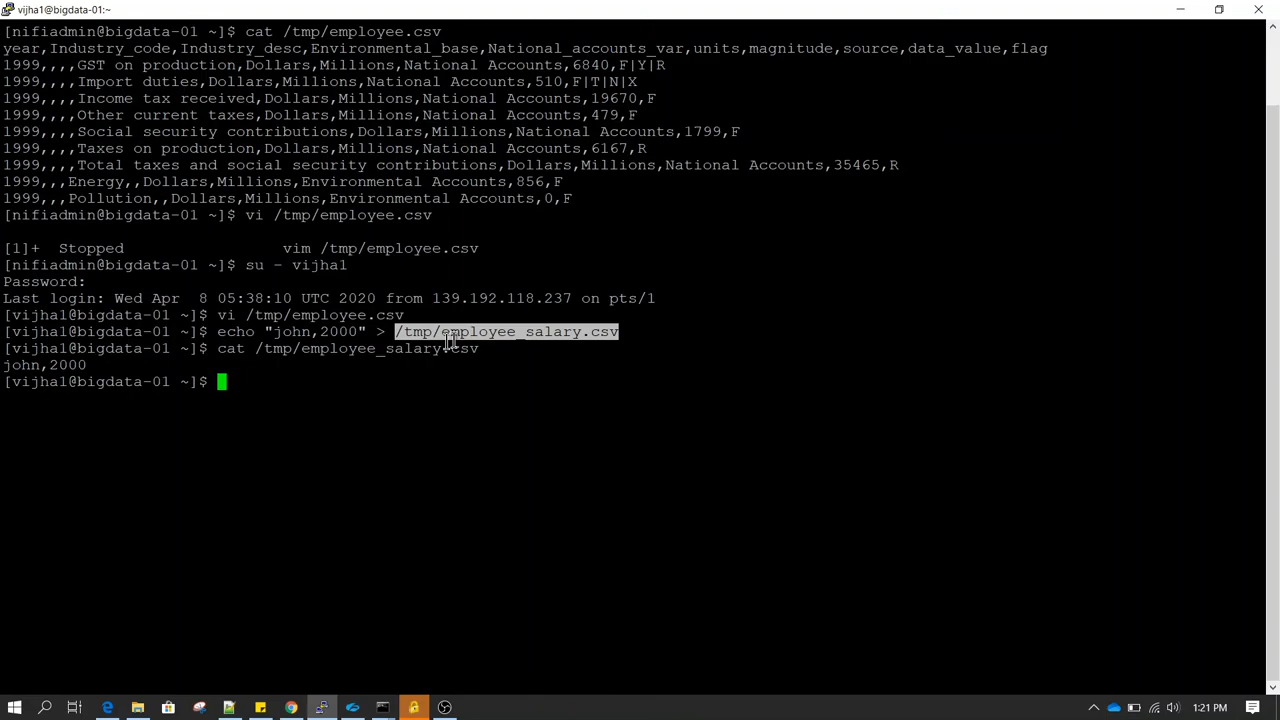 vijha1@bigdata-01:~
[nifiadmin@bigdata-01 ~]$ cat /tmp/employee.csv
year,Industry_code,Industry_desc,Environmental_base,National_accounts_var,units,magnitude,source,data_value,flag
1999,,,,GST on production,Dollars,Millions,National Accounts,6840,F|Y|R
1999,,,,Import duties,Dollars,Millions,National Accounts,510,F|T|N|X
1999,,,,Income tax received,Dollars,Millions,National Accounts,19670,F
1999,,,,Other current taxes,Dollars,Millions,National Accounts,479,F
1999,,,,Social security contributions,Dollars,Millions,National Accounts,1799,F
1999,,,,Taxes on production,Dollars,Millions,National Accounts,6167,R
1999,,,,Total taxes and social security contributions,Dollars,Millions,National Accounts,35465,R
1999,,,Energy,,Dollars,Millions,Environmental Accounts,856,F
1999,,,Pollution,,Dollars,Millions,Environmental Accounts,0,F
[nifiadmin@bigdata-01 ~]$ vi /tmp/employee.csv
[1]+  Stopped                 vim /tmp/employee.csv
[nifiadmin@bigdata-01 ~]$ su - vijha1
Password:
Last login: Wed Apr  8 05:38:10 UTC 2020 from 139.192.118.237 on pts/1
[vijha1@bigdata-01 ~]$ vi /tmp/employee.csv
[vijha1@bigdata-01 ~]$ echo "john,2000" > /tmp/employee_salary.csv
[vijha1@bigdata-01 ~]$ cat /tmp/employee_salary.csv
john,2000
[vijha1@bigdata-01 ~]$
1:21 PM